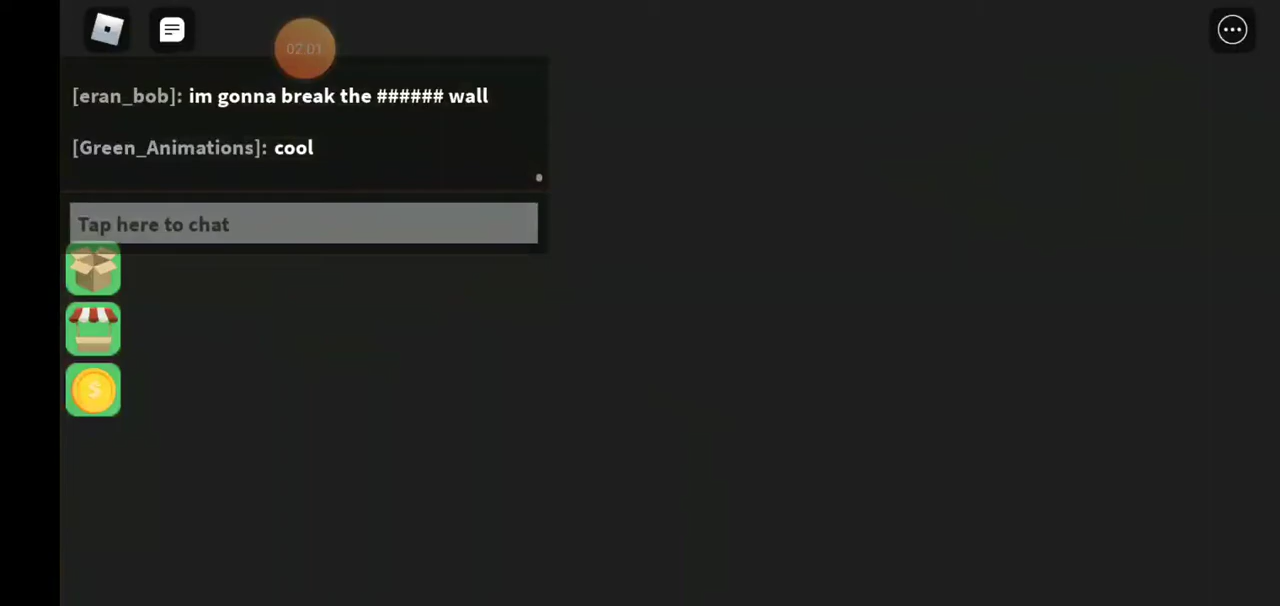 02:01
[eran_bob]: im gonna break the ###### wall
[Green_Animations]: cool
Tap here to chat